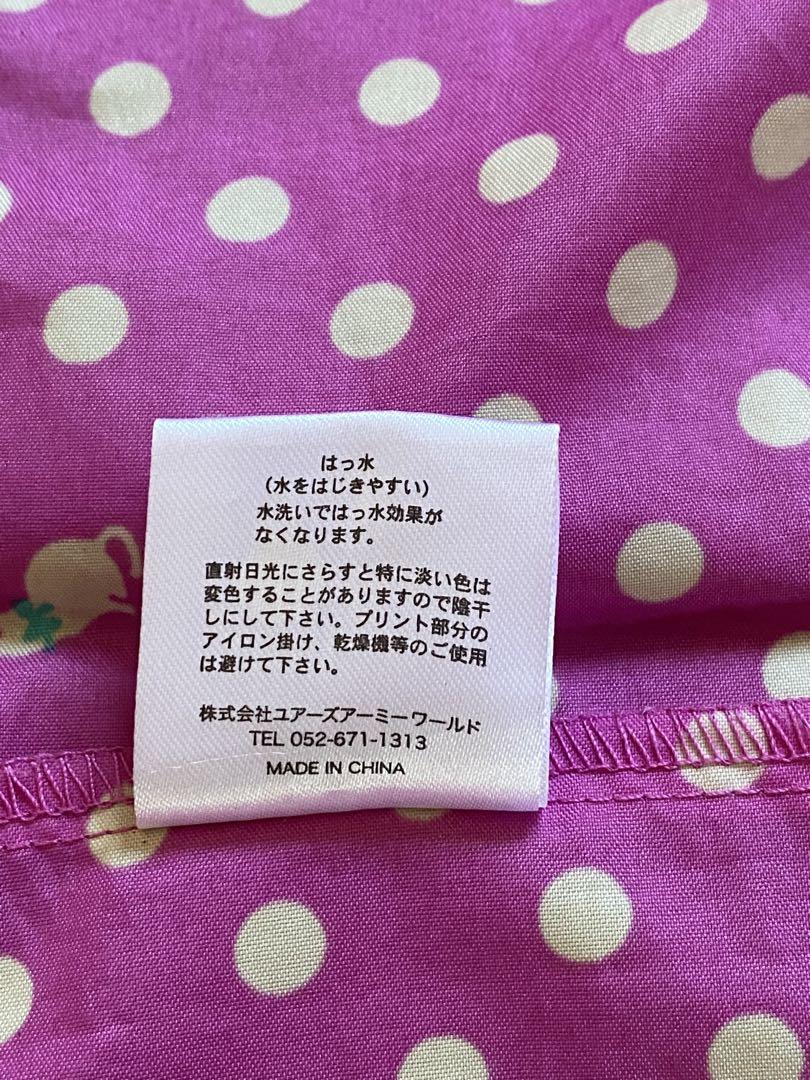 はっ水
(水をはじきやすい)
水洗いではっ水効果が
なくなります。
直射日光にさらすと特に淡い色は
変色することがありますので陰干
しにして下さい。プリント部分の
アイロン掛け、乾燥機等のご使用
は避けて下さい。
株式会社ユアーズアーミーワールド
TEL 052-671-1313
MADE IN CHINA